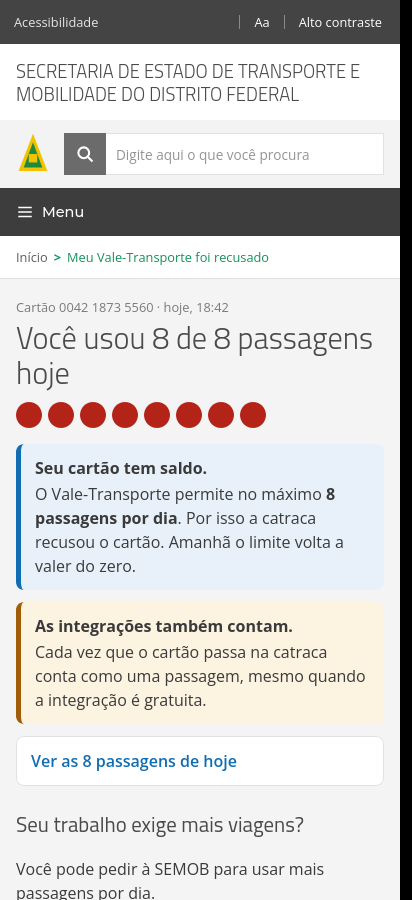 Acessibilidade
Aa
Alto contraste
SECRETARIA DE ESTADO DE TRANSPORTE E
MOBILIDADE DO DISTRITO FEDERAL
Digite aqui o que você procura
Menu
Início > Meu Vale-Transporte foi recusado
Cartão 0042 1873 5560 · hoje, 18:42
Você usou 8 de 8 passagens
hoje
Seu cartão tem saldo.
O Vale-Transporte permite no máximo 8
passagens por dia. Por isso a catraca
recusou o cartão. Amanhã o limite volta a
valer do zero.
As integrações também contam.
Cada vez que o cartão passa na catraca
conta como uma passagem, mesmo quando
a integração é gratuita.
Ver as 8 passagens de hoje
Seu trabalho exige mais viagens?
Você pode pedir à SEMOB para usar mais
passagens por dia.